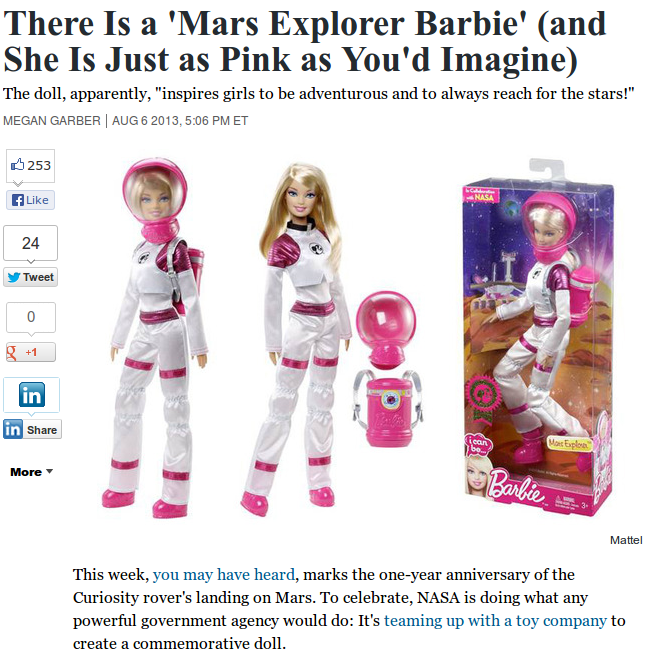 There Is a 'Mars Explorer Barbie' (and
She Is Just as Pink as You'd Imagine)
The doll, apparently, "inspires girls to be adventurous and to always reach for the stars!"
MEGAN GARBER | AUG 6 2013, 5:06 PM ET
253
Like
24
Tweet
0
g +1
in
in Share
More
In Collaboration
with NASA
i can
be...
Mars Explorer
Barbie
3+
Mattel
This week, you may have heard, marks the one-year anniversary of the
Curiosity rover's landing on Mars. To celebrate, NASA is doing what any
powerful government agency would do: It's teaming up with a toy company to
create a commemorative doll.